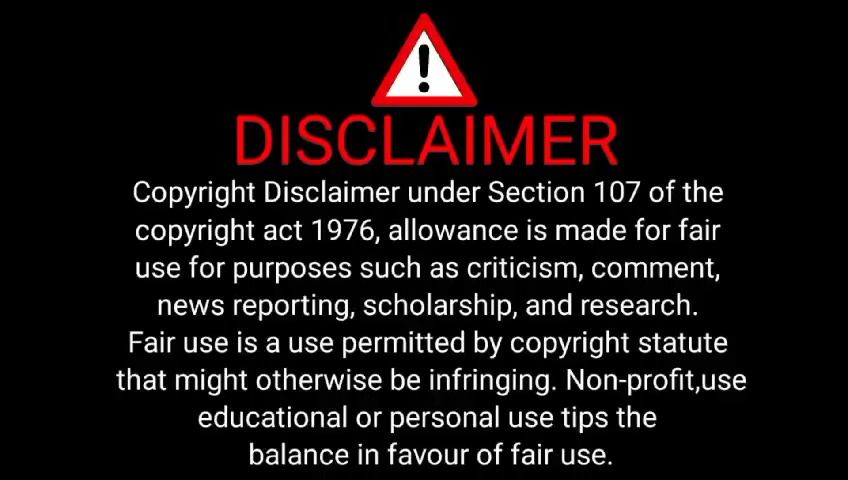 DISCLAIMER
Copyright Disclaimer under Section 107 of the
copyright act 1976, allowance is made for fair
use for purposes such as criticism, comment,
news reporting, scholarship, and research.
Fair use is a use permitted by copyright statute
that might otherwise be infringing. Non-profit,use
educational or personal use tips the
balance in favour of fair use.